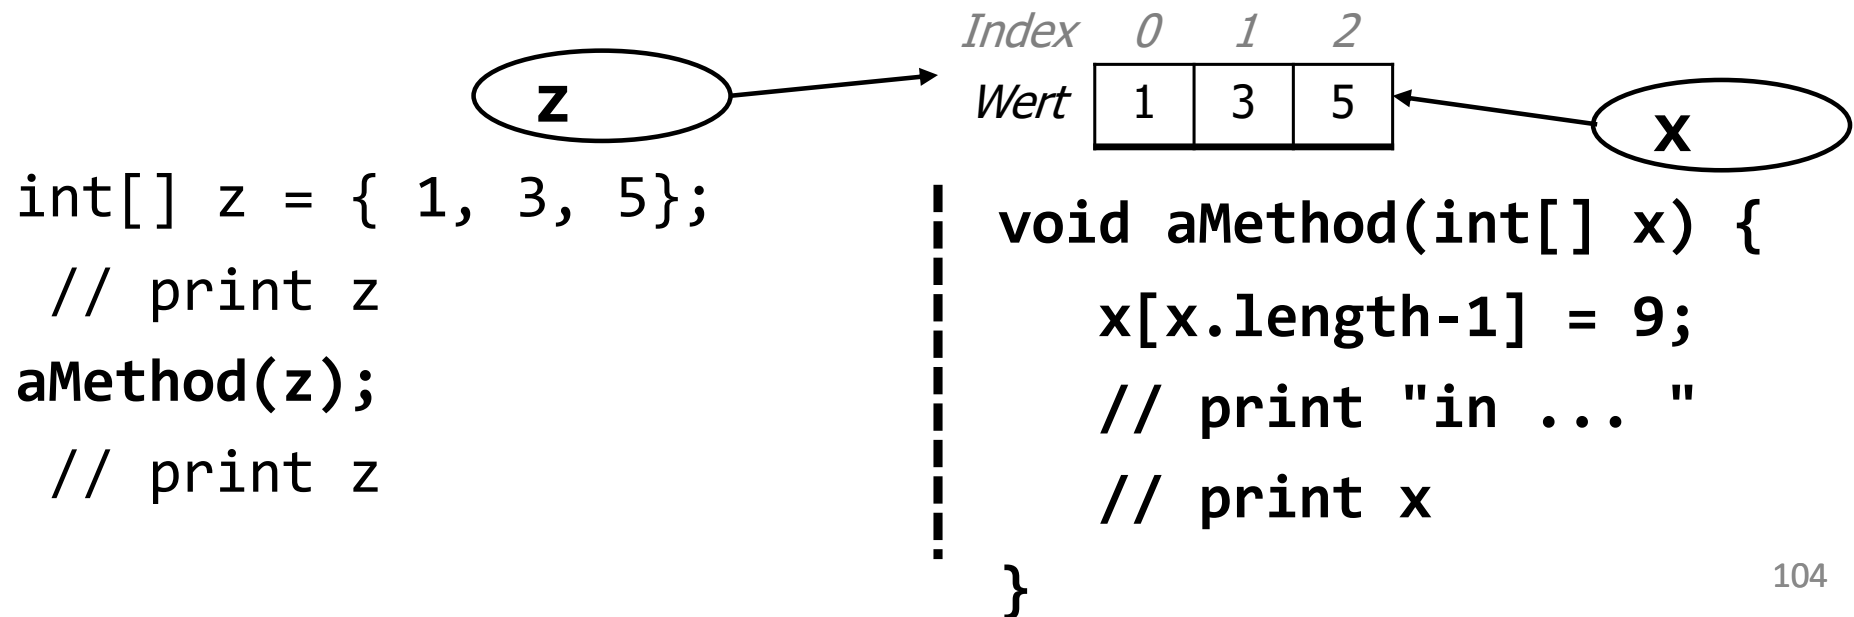 Index 0 1 2
z
Wert 1 3 5
x
int[] z = { 1, 3, 5};
// print z
aMethod(z);
// print z
void aMethod(int[] x) {
x[x.length-1] = 9;
// print "in ... "
// print x
}
104